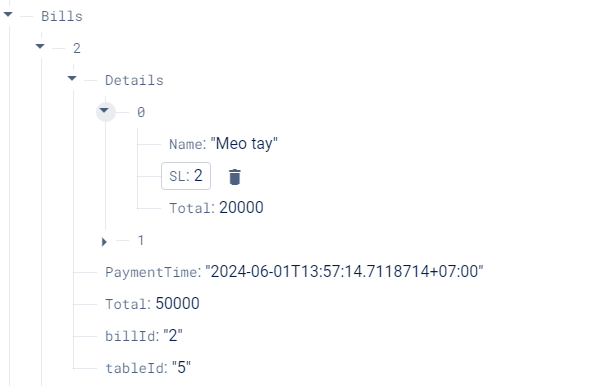 Bills
2
Details
0
Name: "Meo tay"
SL: 2
Total: 20000
1
PaymentTime: "2024-06-01T13:57:14.7118714+07:00"
Total: 50000
billId: "2"
tableId: "5"